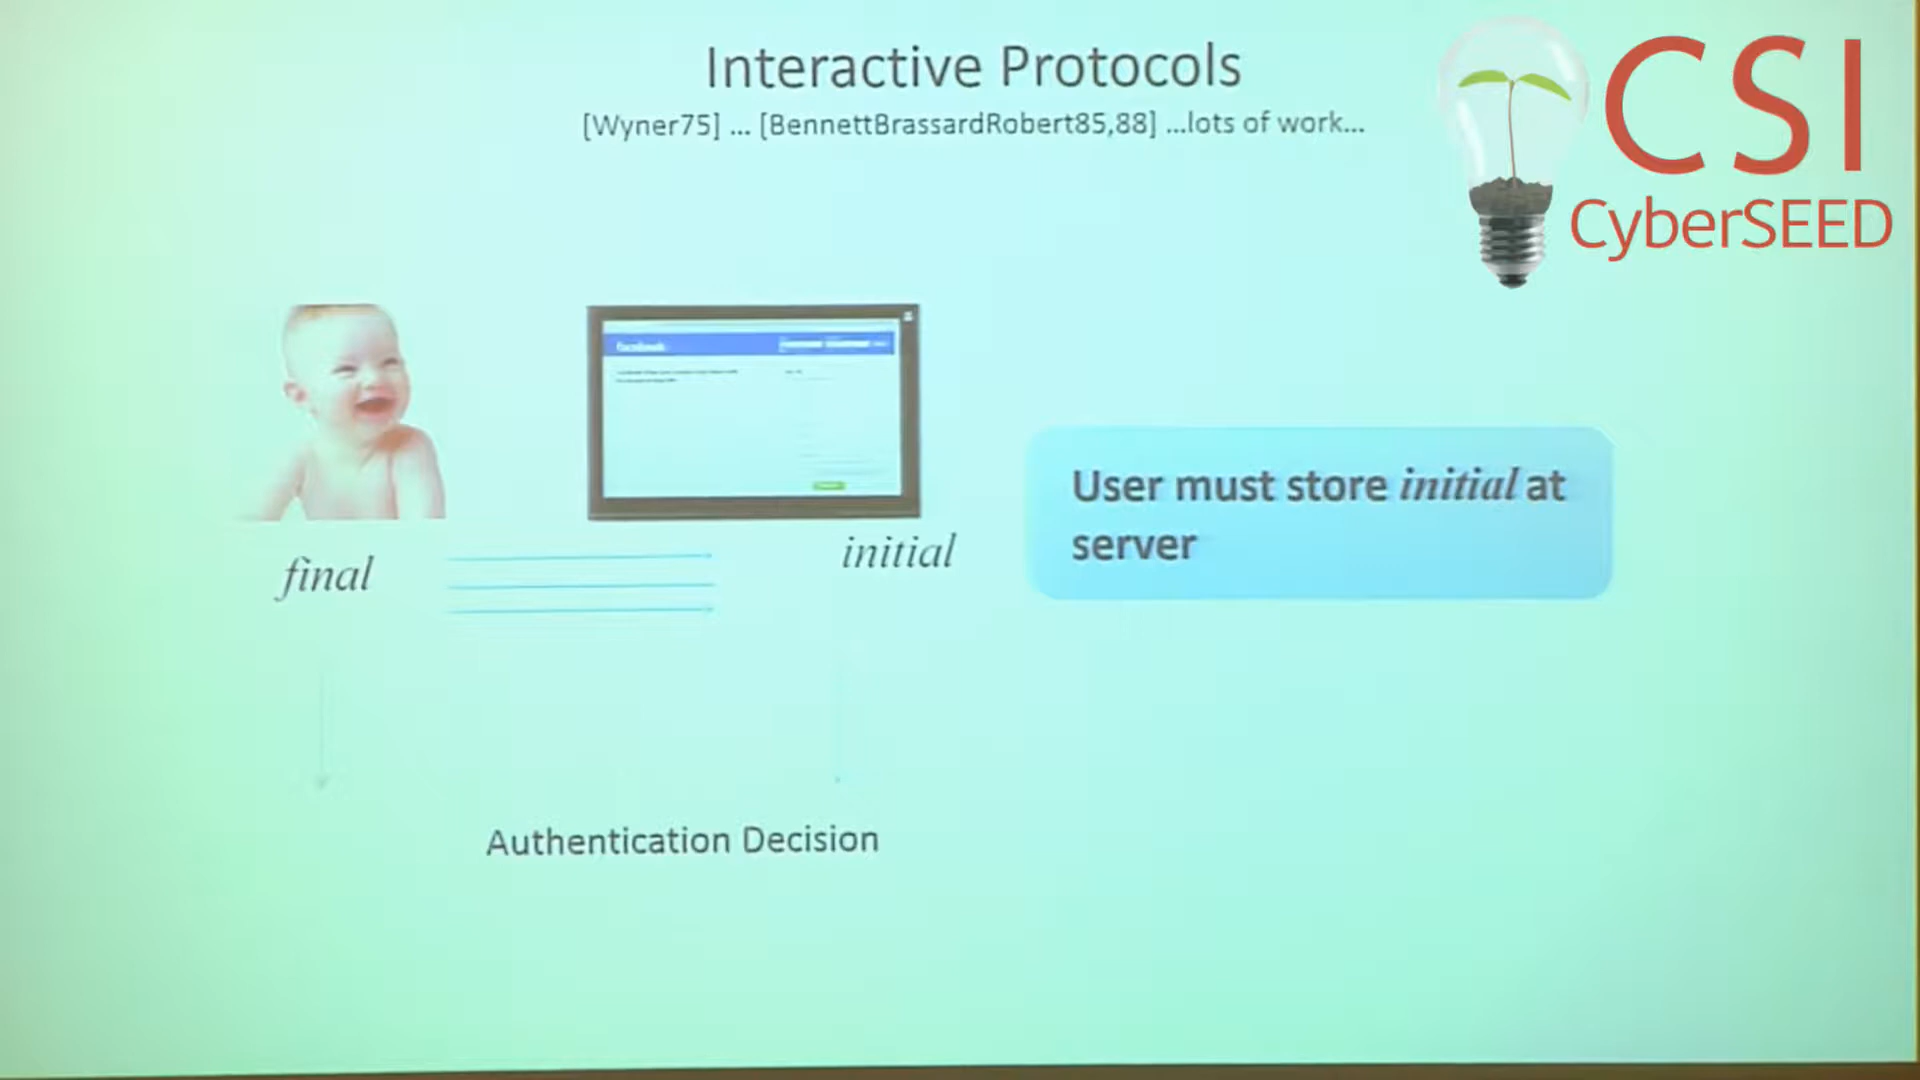 Interactive Protocols
[Wyner75] ... [BennettBrassardRobert85,88] ...lots of work...
CSI
CyberSEED
facebook
User must store initial at
server
initial
final
Authentication Decision